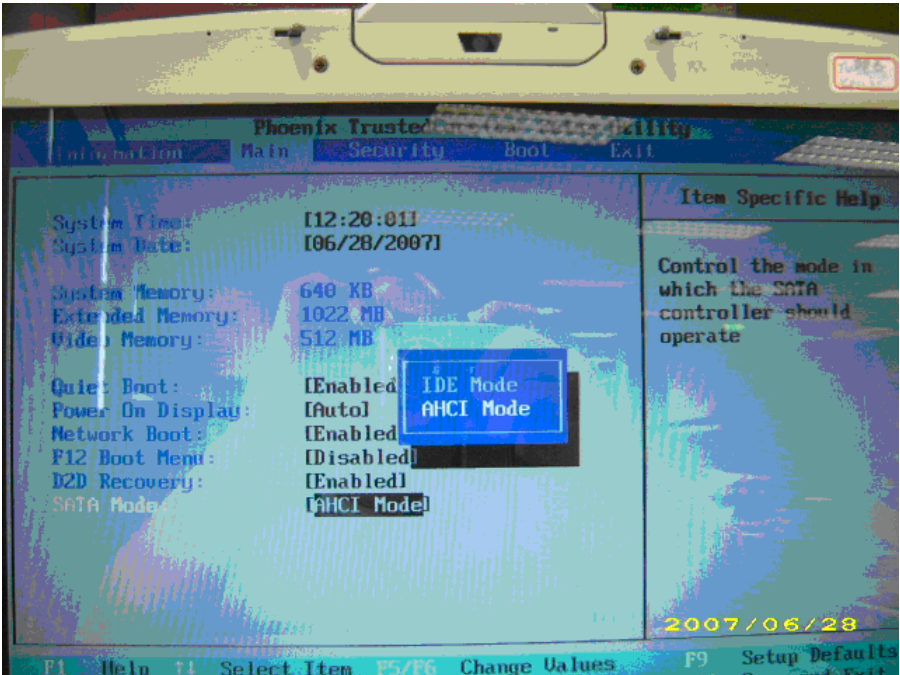 Phoenix Trusted
Information Main Security Boot Exit
Item Specific Help
System Time: [12:20:01]
System Date: [06/28/2007]
System Memory: 640 KB
Extended Memory: 1022 MB
Video Memory: 512 MB
Quiet Boot: [Enabled
Power On Display: [Auto]
Network Boot: [Enabled
F12 Boot Menu: [Disabled]
D2D Recovery: [Enabled]
SATA Mode: [AHCI Mode]
IDE Mode
AHCI Mode
Control the mode in
which the SATA
controller should
operate
2007/06/28
F1 Help ↑↓ Select Item F5/F6 Change Values F9 Setup Defaults